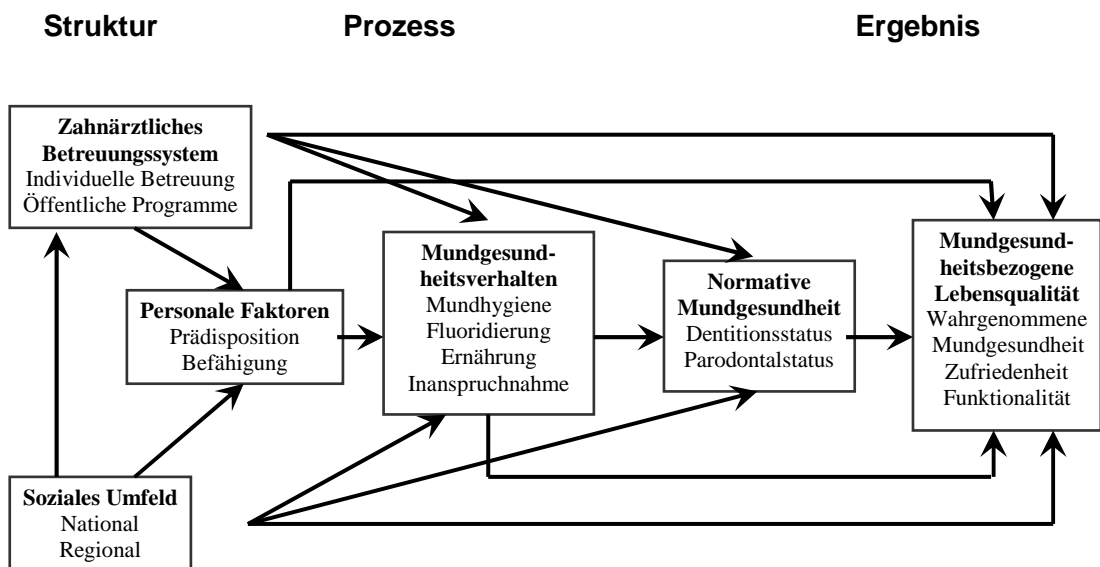 Struktur
Prozess
Ergebnis
Zahnärztliches
Betreuungssystem
Individuelle Betreuung
Öffentliche Programme
Personale Faktoren
Prädisposition
Befähigung
Soziales Umfeld
National
Regional
Mundgesund-
heitsverhalten
Mundhygiene
Fluoridierung
Ernährung
Inanspruchnahme
Normative
Mundgesundheit
Dentitionsstatus
Parodontalstatus
Mundgesund-
heitsbezogene
Lebensqualität
Wahrgenommene
Mundgesundheit
Zufriedenheit
Funktionalität